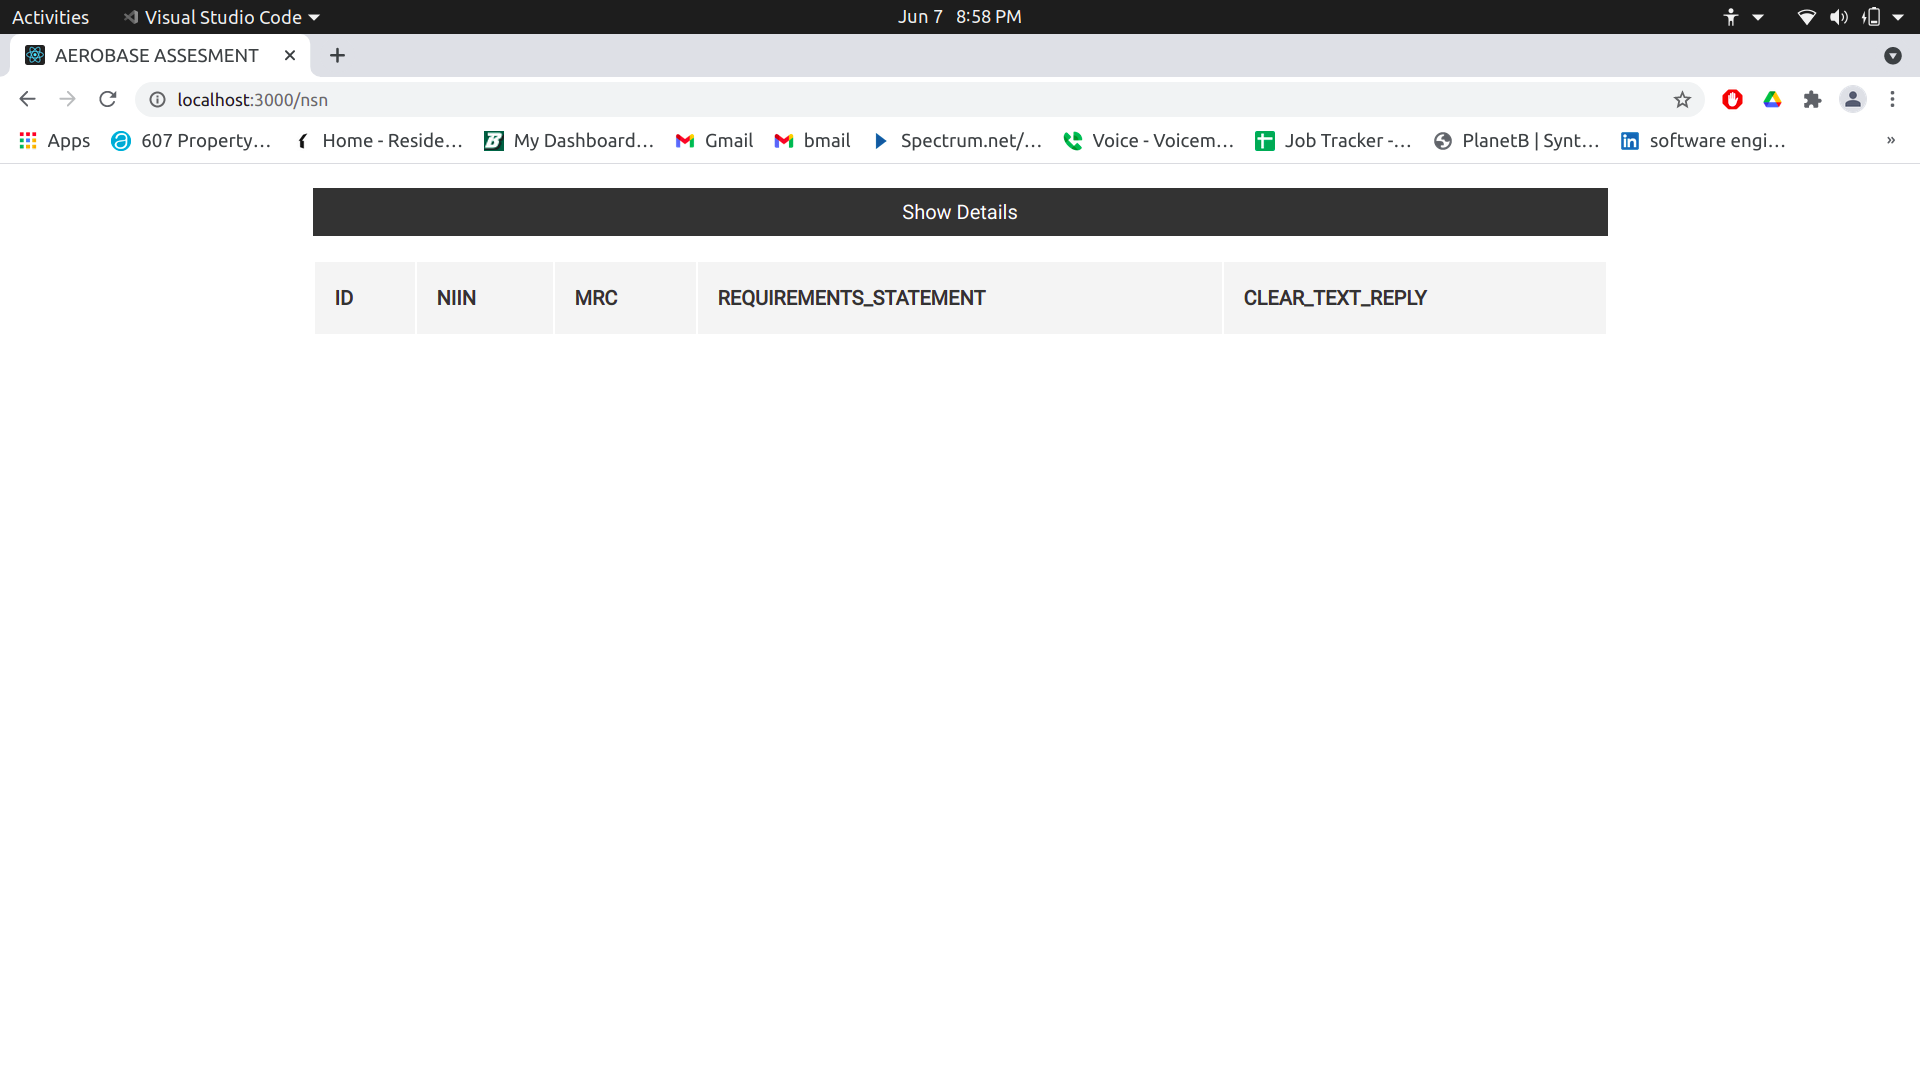 Activities Visual Studio Code Jun 7 8:58 PM
AEROBASE ASSESMENT
localhost:3000/nsn
Apps 607 Property... Home - Reside... My Dashboard... Gmail bmail Spectrum.net/... Voice - Voicem... Job Tracker -... PlanetB | Synt... software engi... »
Show Details
ID NIIN MRC REQUIREMENTS_STATEMENT CLEAR_TEXT_REPLY